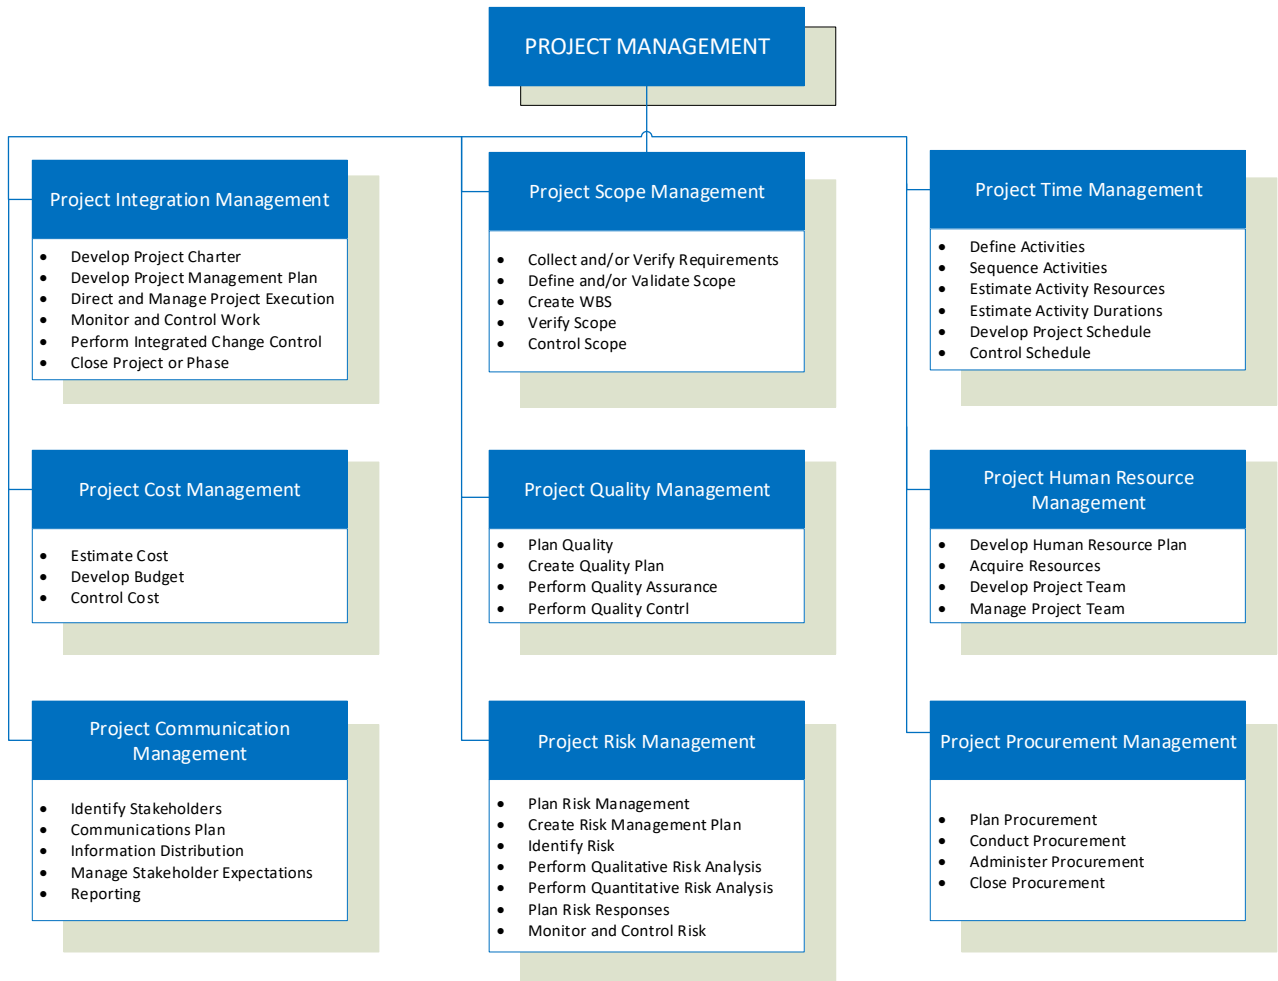 PROJECT MANAGEMENT
Project Integration Management
• Develop Project Charter
• Develop Project Management Plan
• Direct and Manage Project Execution
• Monitor and Control Work
• Perform Integrated Change Control
• Close Project or Phase
Project Scope Management
• Collect and/or Verify Requirements
• Define and/or Validate Scope
• Create WBS
• Verify Scope
• Control Scope
Project Time Management
• Define Activities
• Sequence Activities
• Estimate Activity Resources
• Estimate Activity Durations
• Develop Project Schedule
• Control Schedule
Project Cost Management
• Estimate Cost
• Develop Budget
• Control Cost
Project Quality Management
• Plan Quality
• Create Quality Plan
• Perform Quality Assurance
• Perform Quality Contrl
Project Human Resource
Management
• Develop Human Resource Plan
• Acquire Resources
• Develop Project Team
• Manage Project Team
Project Communication
Management
• Identify Stakeholders
• Communications Plan
• Information Distribution
• Manage Stakeholder Expectations
• Reporting
Project Risk Management
• Plan Risk Management
• Create Risk Management Plan
• Identify Risk
• Perform Qualitative Risk Analysis
• Perform Quantitative Risk Analysis
• Plan Risk Responses
• Monitor and Control Risk
Project Procurement Management
• Plan Procurement
• Conduct Procurement
• Administer Procurement
• Close Procurement